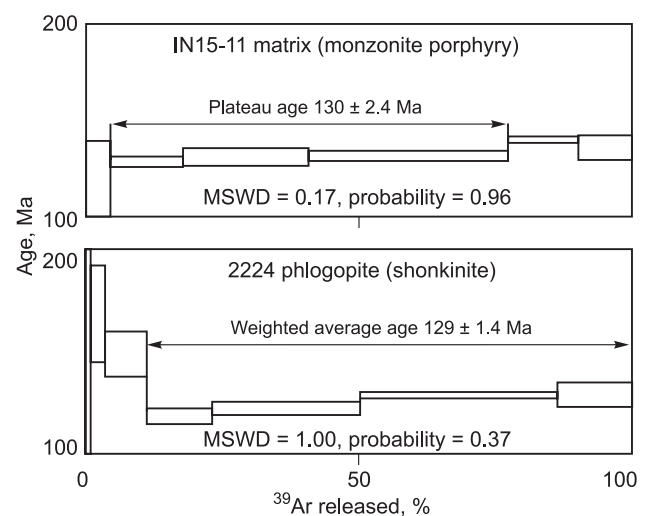 200
IN15-11 matrix (monzonite porphyry)
Plateau age 130 ± 2.4 Ma
MSWD = 0.17, probability = 0.96
100
Age, Ma
200
2224 phlogopite (shonkinite)
Weighted average age 129 ± 1.4 Ma
MSWD = 1.00, probability = 0.37
100
0 50 100
³⁹Ar released, %